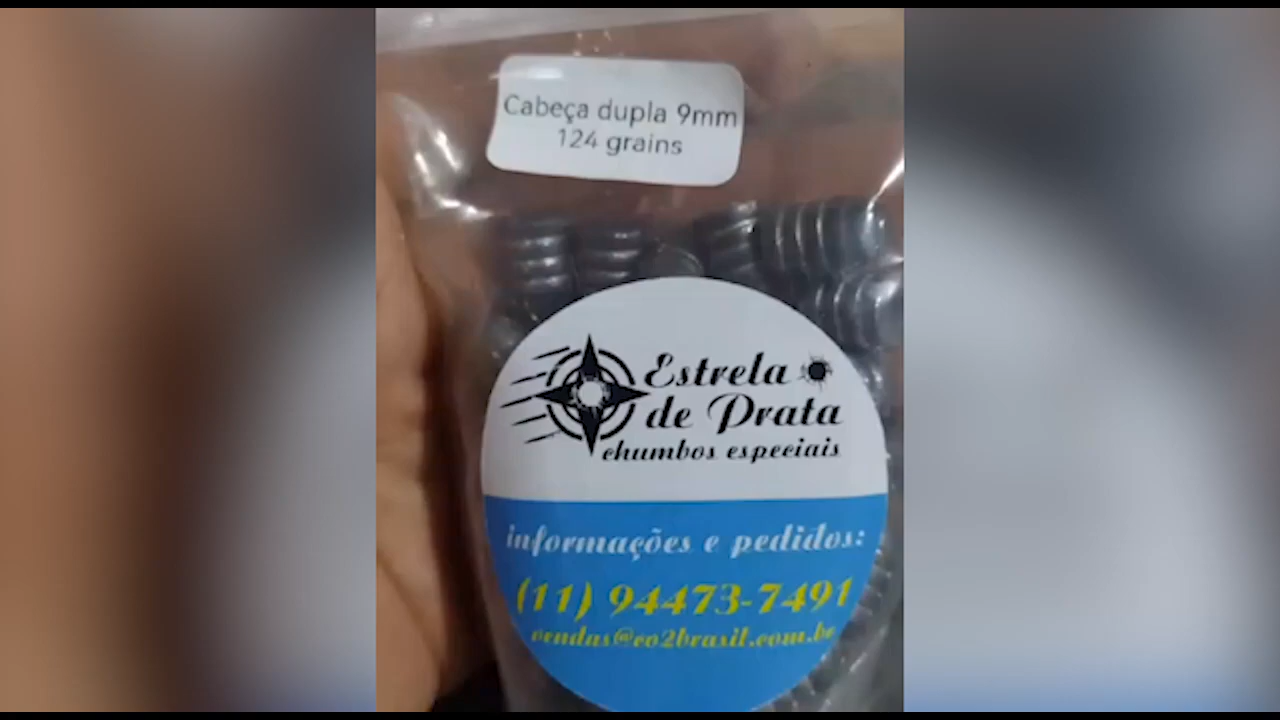 Cabeça dupla 9mm
124 grains
Estrela
de Prata
chumbos especiais
informações e pedidos:
(11) 94473-7491
vendas@co2brasil.com.br